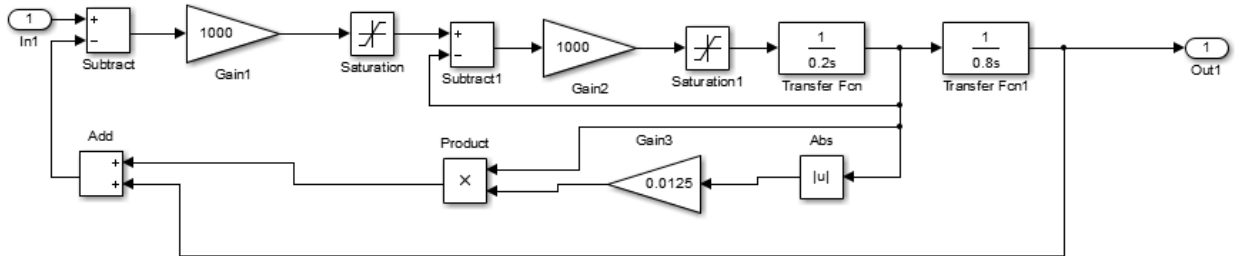 1
In1
+
−
Subtract
1000
Gain1
Saturation
+
−
Subtract1
1000
Gain2
Saturation1
1
0.2s
Transfer Fcn
1
0.8s
Transfer Fcn1
1
Out1
Add
+
+
Product
×
Gain3
0.0125
Abs
|u|